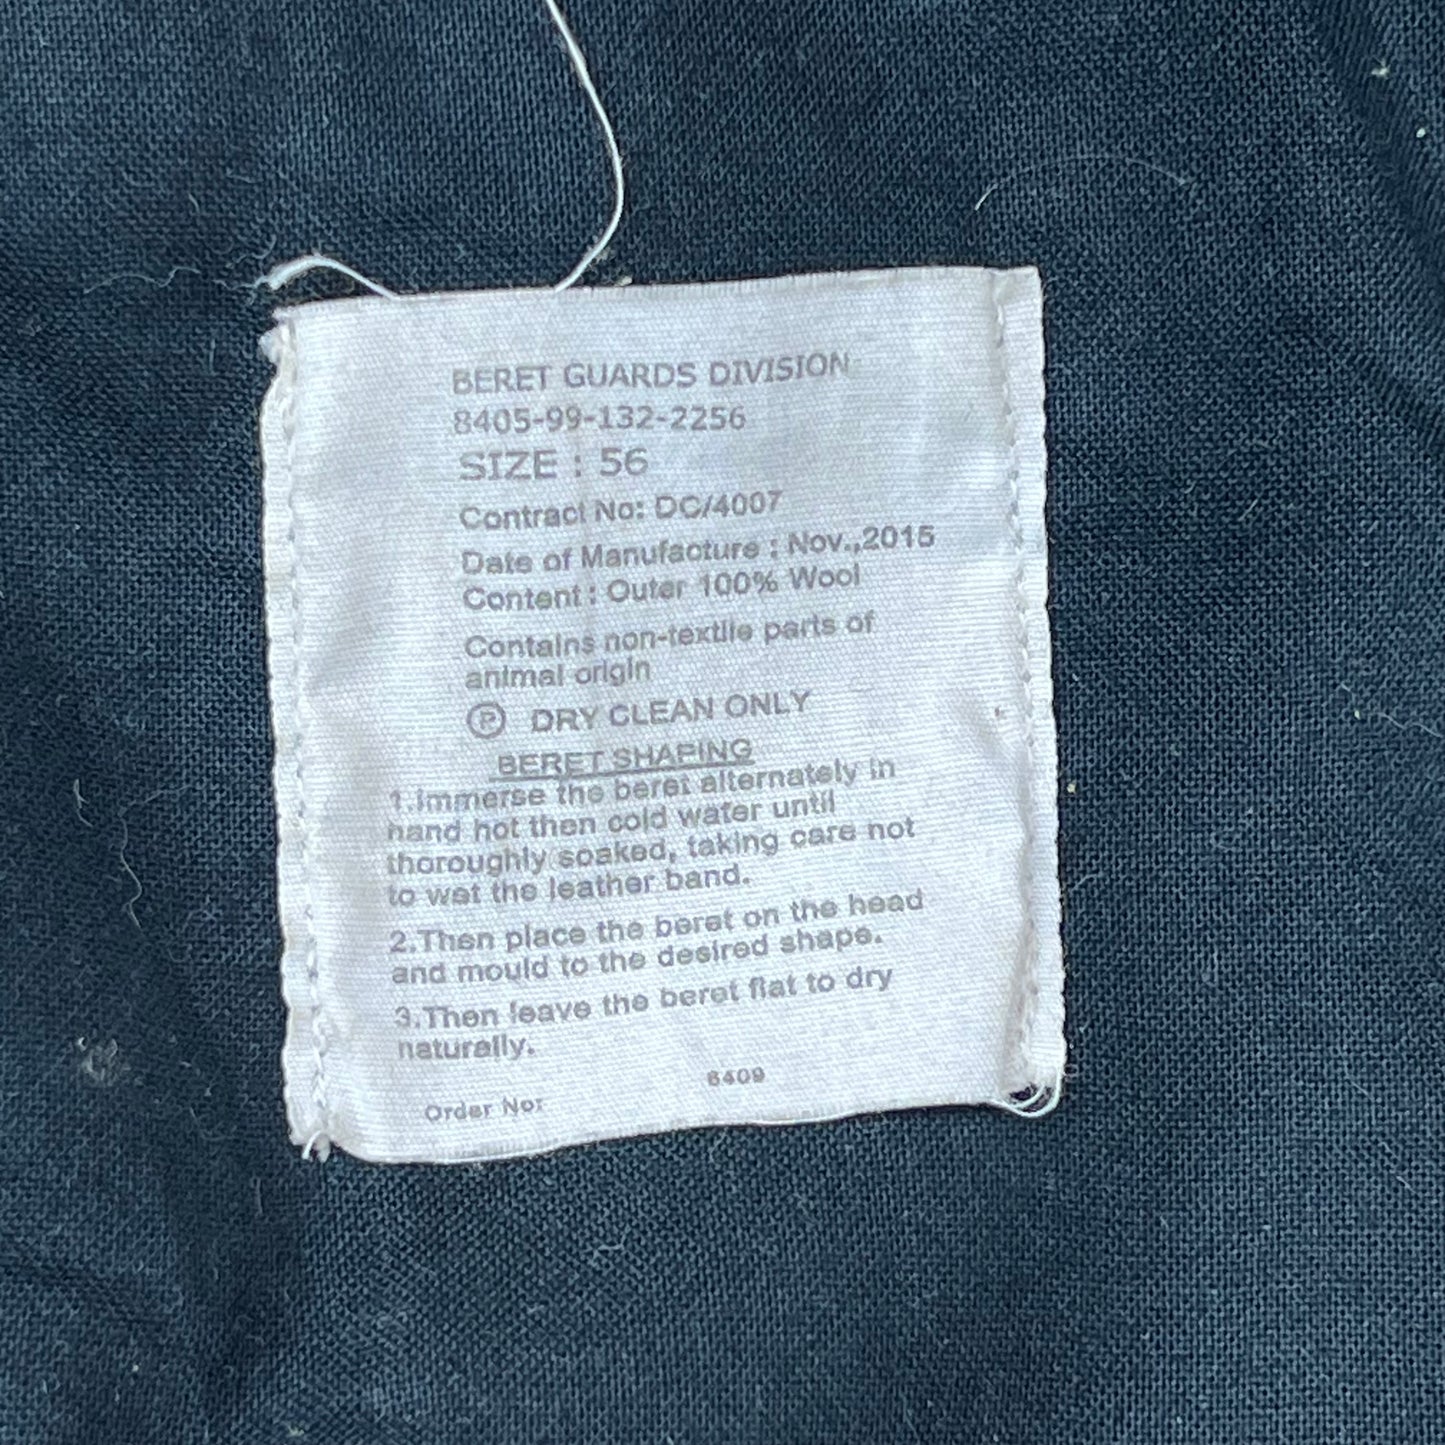 BERET GUARDS DIVISION
8405-99-132-2256
SIZE : 56
Contract No: DC/4007
Date of Manufacture : Nov.,2015
Content : Outer 100% Wool
Contains non-textile parts of
animal origin
Ⓟ DRY CLEAN ONLY
BERET SHAPING
1.Immerse the beret alternately in
hand hot then cold water until
thoroughly soaked, taking care not
to wet the leather band.
2.Then place the beret on the head
and mould to the desired shape.
3.Then leave the beret flat to dry
naturally.
6409
Order No: